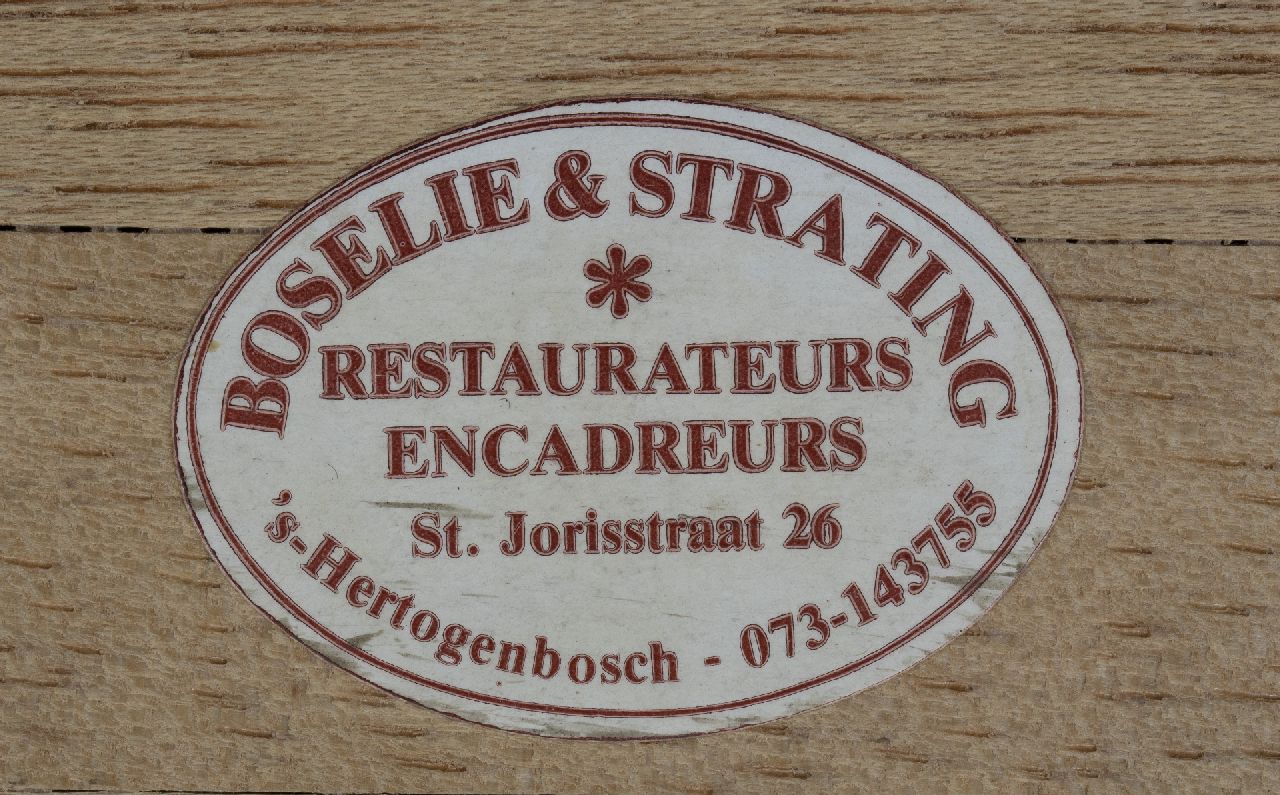 BOSELIE & STRATING
*
RESTAURATEURS
ENCADREURS
St. Jorisstraat 26
's-Hertogenbosch - 073-143755